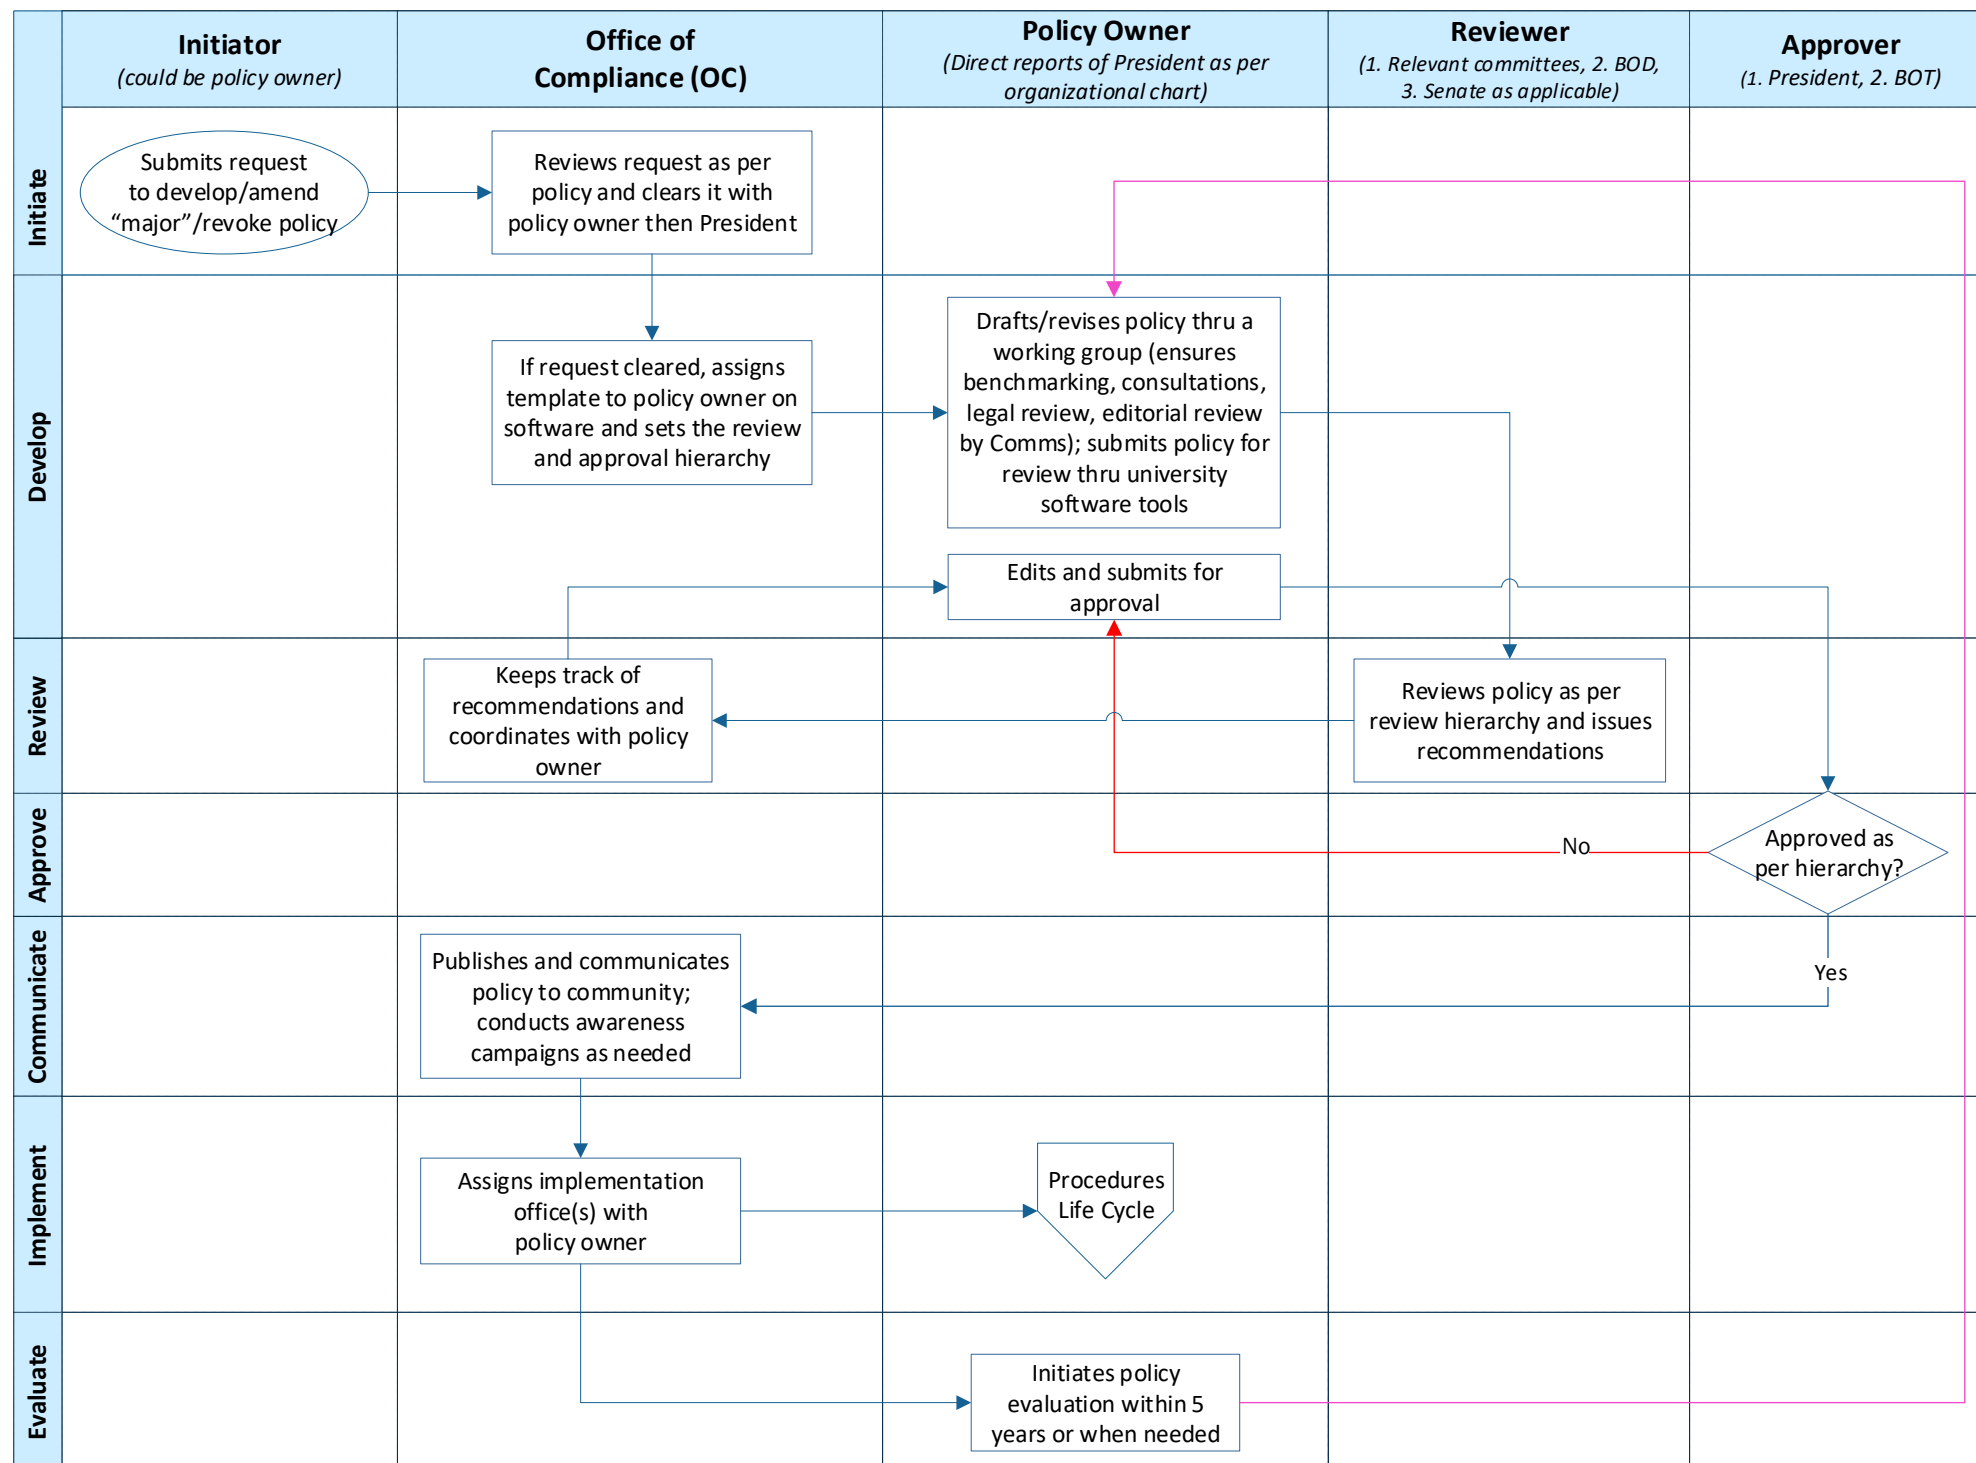 Initiator
(could be policy owner)
Office of
Compliance (OC)
Policy Owner
(Direct reports of President as per
organizational chart)
Reviewer
(1. Relevant committees, 2. BOD,
3. Senate as applicable)
Approver
(1. President, 2. BOT)
Initiate
Submits request
to develop/amend
“major”/revoke policy
Reviews request as per
policy and clears it with
policy owner then President
Develop
If request cleared, assigns
template to policy owner on
software and sets the review
and approval hierarchy
Drafts/revises policy thru a
working group (ensures
benchmarking, consultations,
legal review, editorial review
by Comms); submits policy for
review thru university
software tools
Edits and submits for
approval
Review
Keeps track of
recommendations and
coordinates with policy
owner
Reviews policy as per
review hierarchy and issues
recommendations
Approve
No
Approved as
per hierarchy?
Communicate
Publishes and communicates
policy to community;
conducts awareness
campaigns as needed
Yes
Implement
Assigns implementation
office(s) with
policy owner
Procedures
Life Cycle
Evaluate
Initiates policy
evaluation within 5
years or when needed